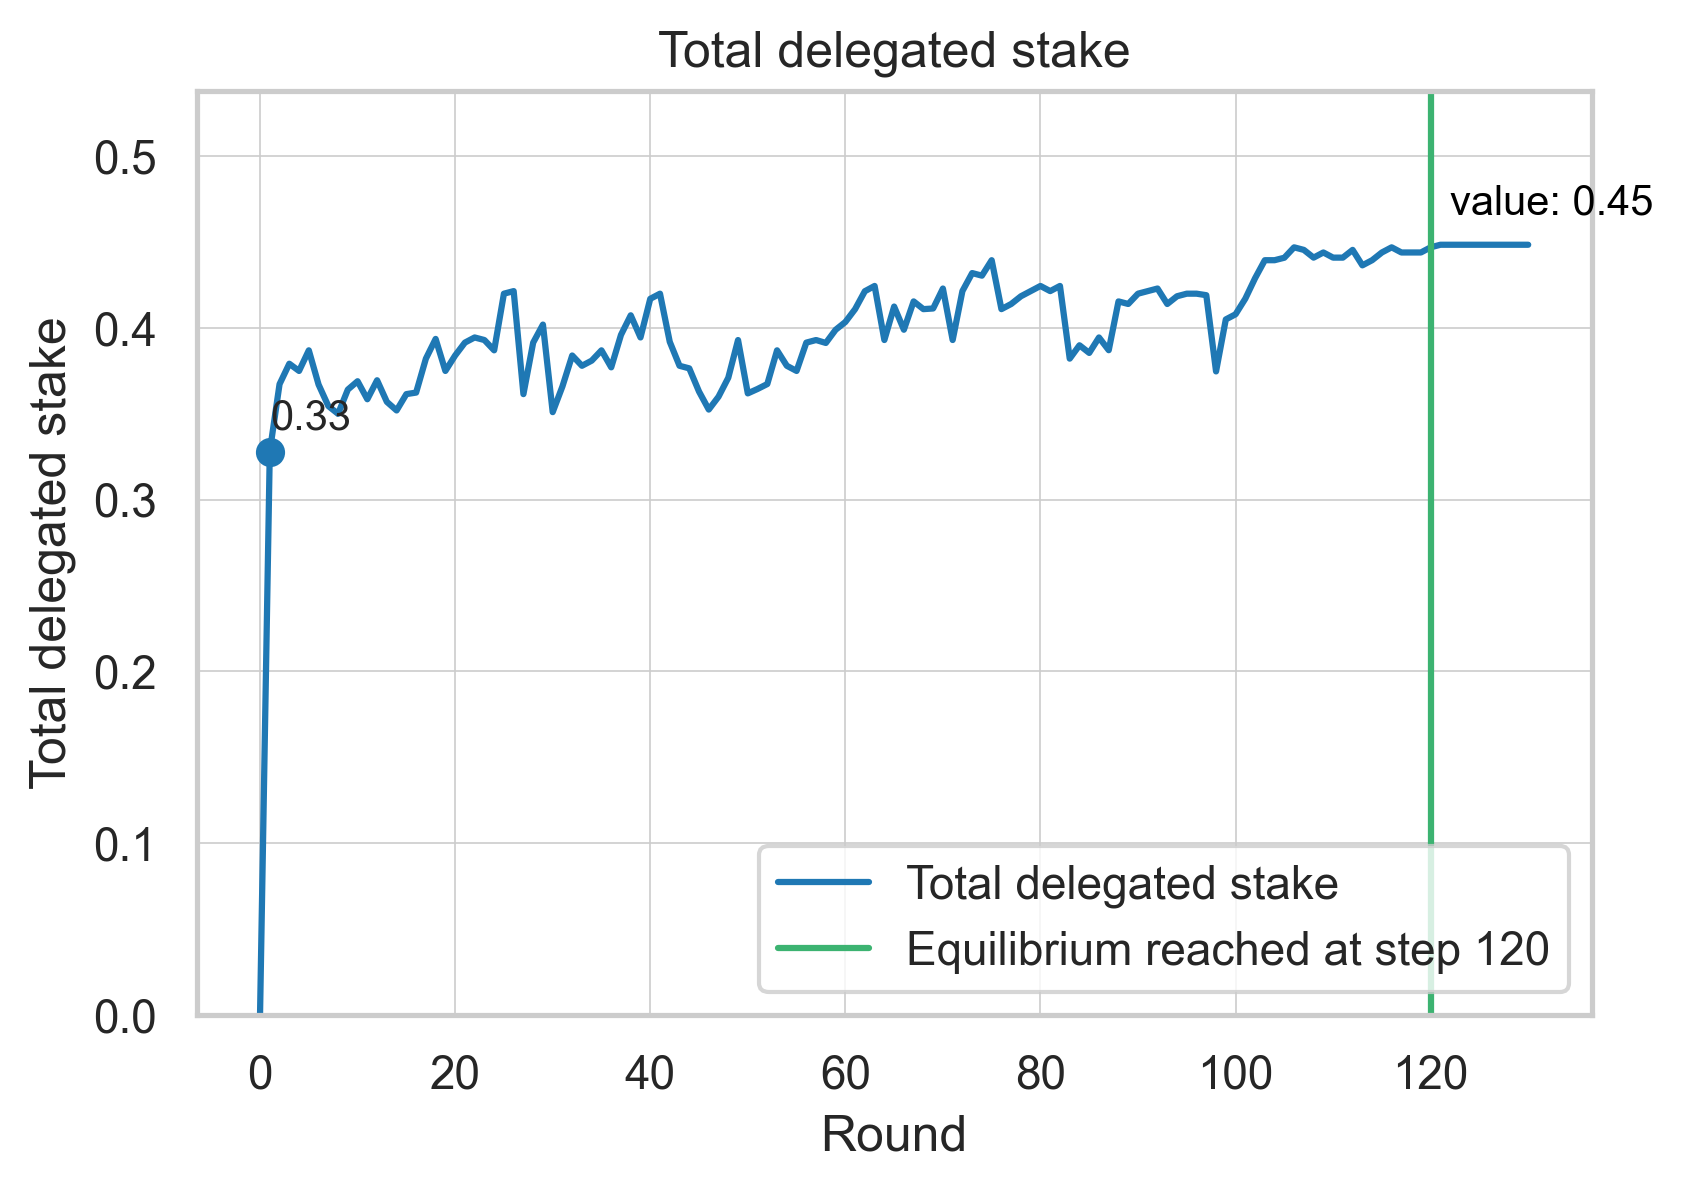 Total delegated stake
0.5
0.4
0.3
0.2
0.1
0.0
Total delegated stake
value: 0.45
0.33
Total delegated stake
Equilibrium reached at step 120
0 20 40 60 80 100 120
Round